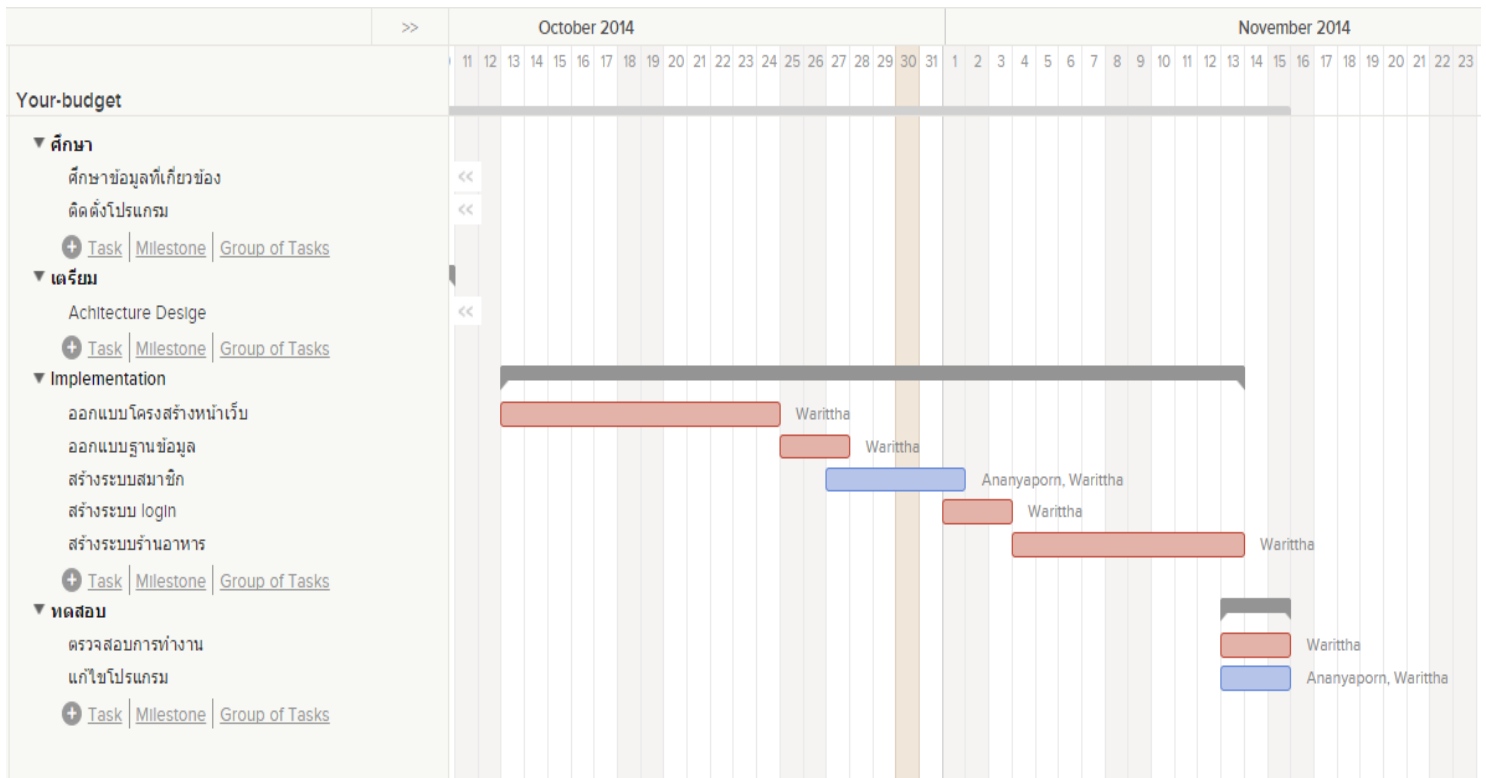 >> October 2014 November 2014
11 12 13 14 15 16 17 18 19 20 21 22 23 24 25 26 27 28 29 30 31 1 2 3 4 5 6 7 8 9 10 11 12 13 14 15 16 17 18 19 20 21 22 23
Your-budget
ศึกษา
ศึกษาข้อมูลที่เกี่ยวข้อง <<
ติดตั้งโปรแกรม <<
Task Milestone Group of Tasks
เตรียม
Achitecture Desige <<
Task Milestone Group of Tasks
Implementation
ออกแบบโครงสร้างหน้าเว็บ Warittha
ออกแบบฐานข้อมูล Warittha
สร้างระบบสมาชิก Ananyaporn, Warittha
สร้างระบบ login Warittha
สร้างระบบร้านอาหาร Warittha
Task Milestone Group of Tasks
ทดสอบ
ตรวจสอบการทำงาน Warittha
แก้ไขโปรแกรม Ananyaporn, Warittha
Task Milestone Group of Tasks